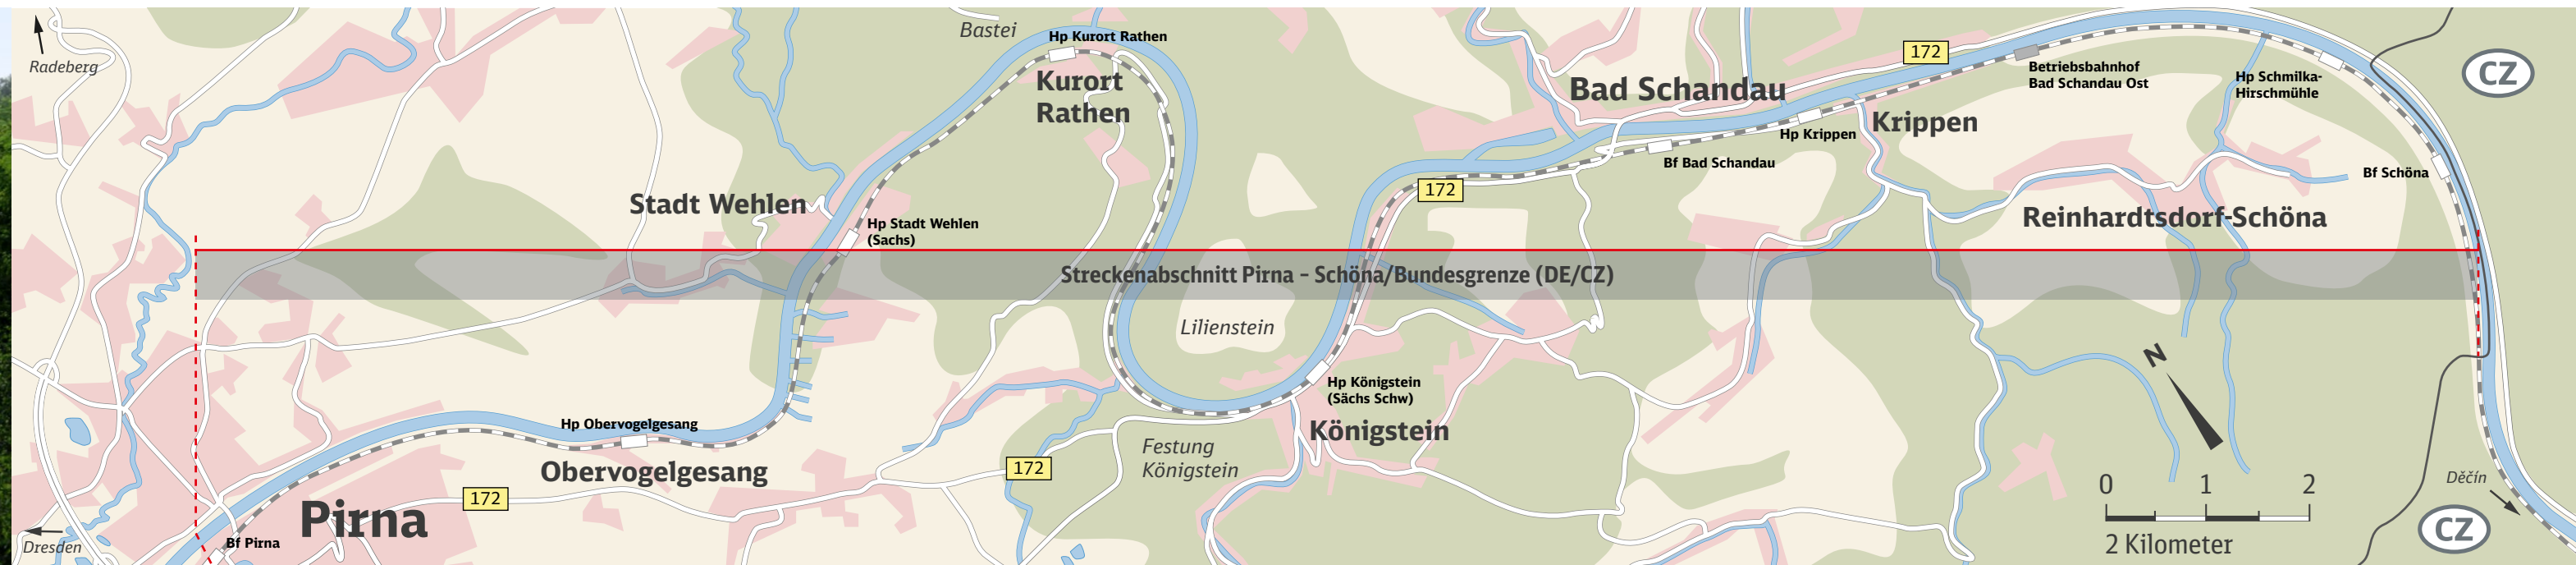 Radeberg
Bastei
Hp Kurort Rathen
Kurort
Rathen
Bad Schandau
172
Betriebsbahnhof
Bad Schandau Ost
Hp Schmilka-
Hirschmühle
CZ
Hp Krippen
Krippen
Bf Bad Schandau
172
Bf Schöna
Stadt Wehlen
Hp Stadt Wehlen
(Sachs)
Reinhardtsdorf-Schöna
Streckenabschnitt Pirna – Schöna/Bundesgrenze (DE/CZ)
Lilienstein
N
Hp Königstein
(Sächs Schw)
Königstein
Hp Obervogelgesang
Obervogelgesang
Festung
Königstein
172
172
Pirna
Bf Pirna
Dresden
0 1 2
2 Kilometer
Děčín
CZ